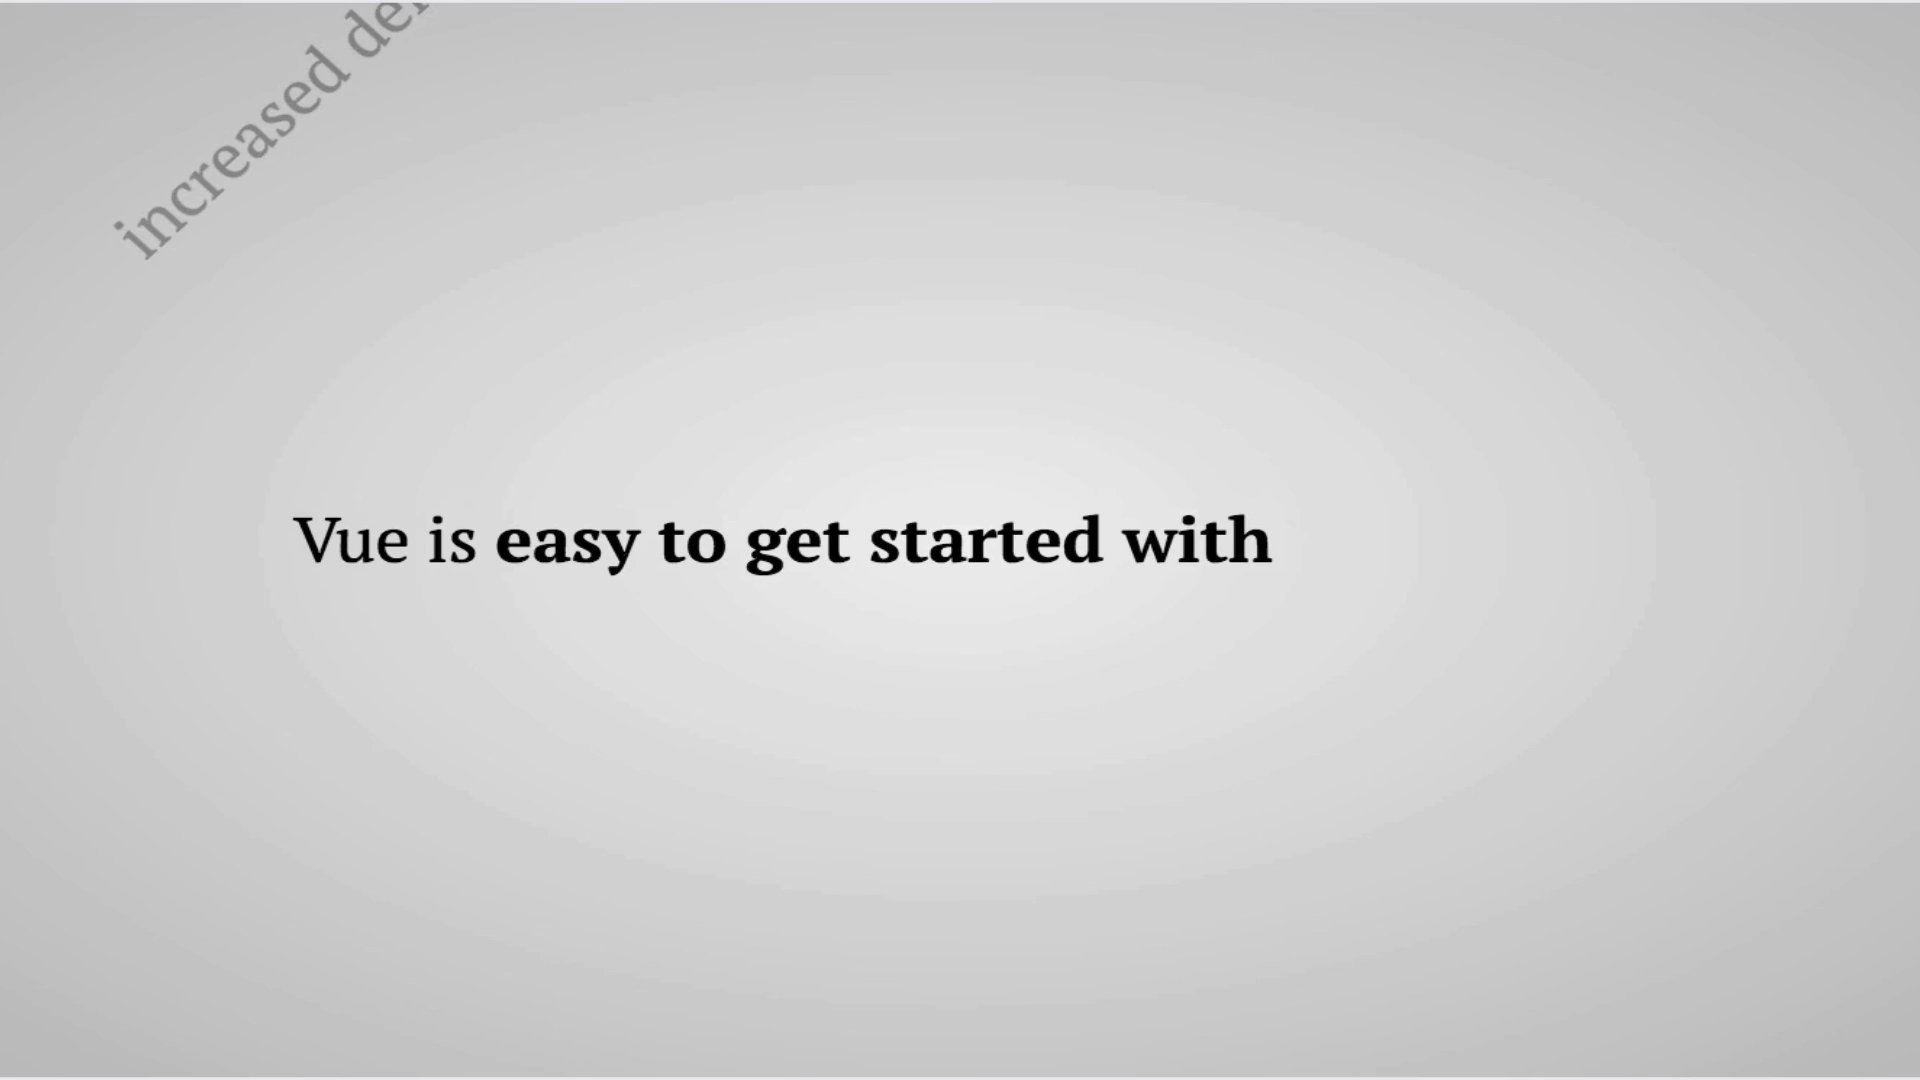 increased
Vue is easy to get started with